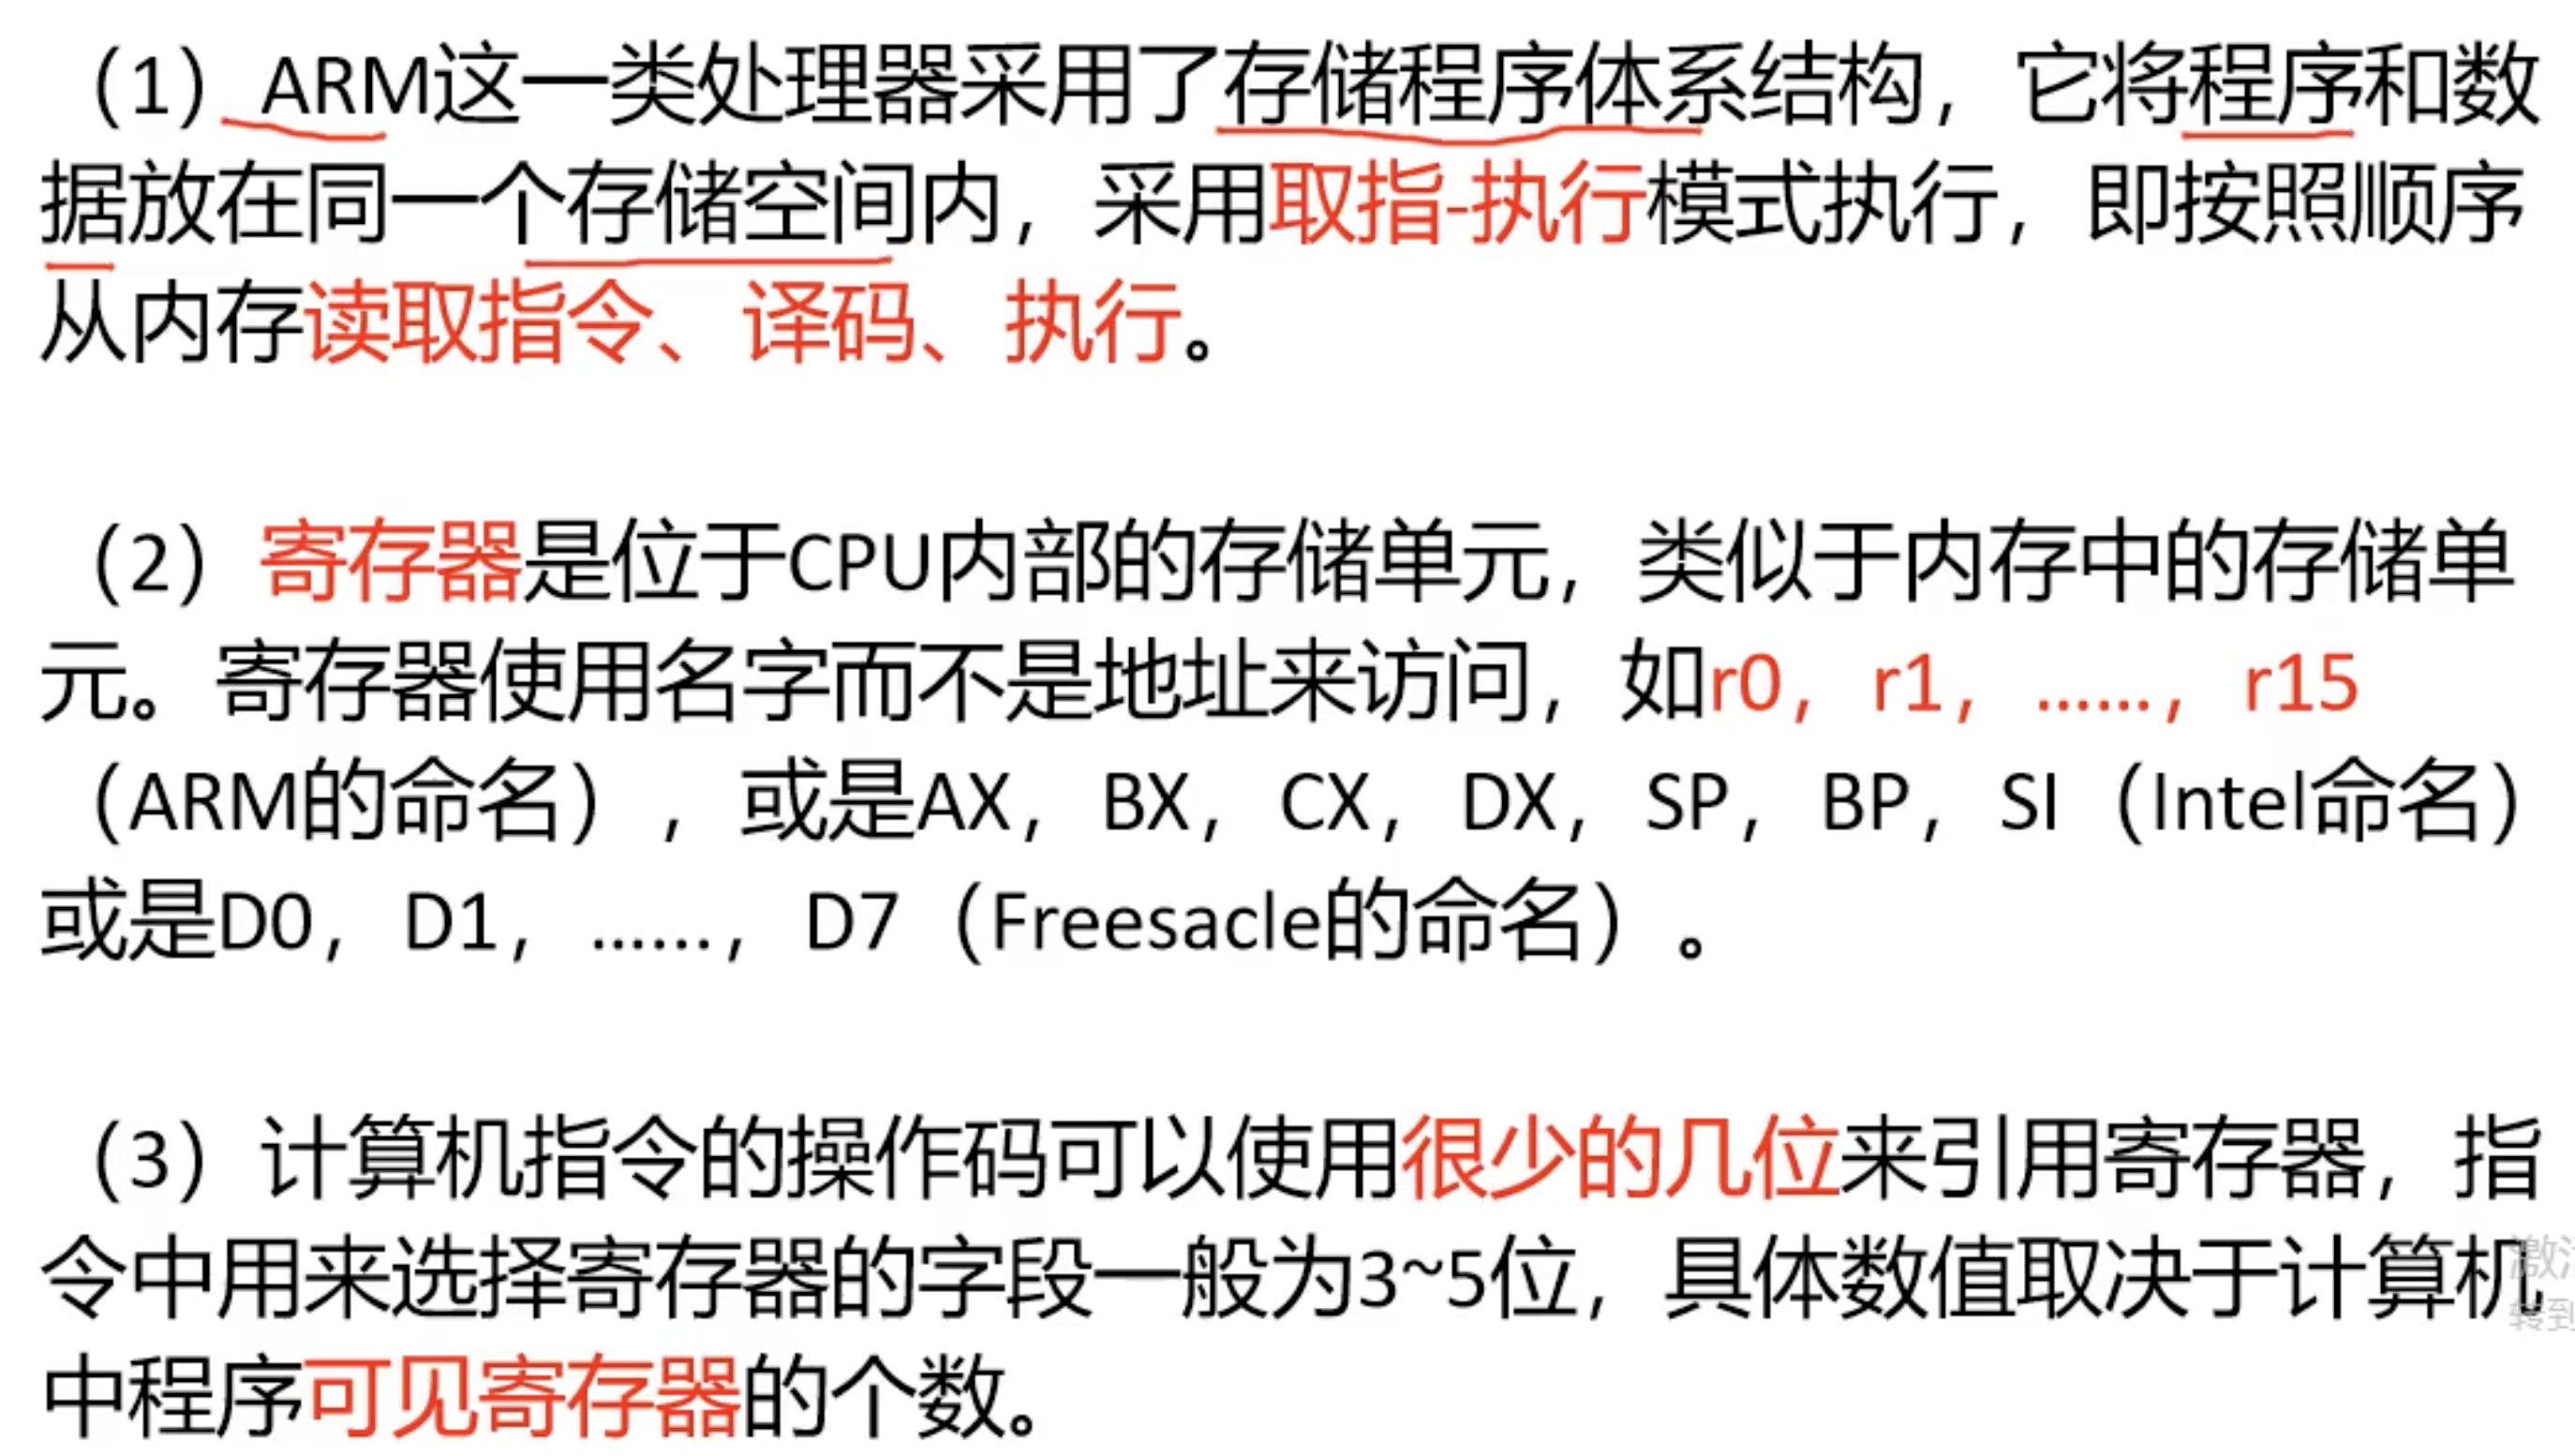 （1）ARM这一类处理器采用了存储程序体系结构，它将程序和数
据放在同一个存储空间内，采用取指-执行模式执行，即按照顺序
从内存读取指令、译码、执行。
（2）寄存器是位于CPU内部的存储单元，类似于内存中的存储单
元。寄存器使用名字而不是地址来访问，如r0，r1，……，r15
（ARM的命名），或是AX，BX，CX，DX，SP，BP，SI（Intel命名）
或是D0，D1，……，D7（Freesacle的命名）。
（3）计算机指令的操作码可以使用很少的几位来引用寄存器，指
令中用来选择寄存器的字段一般为3~5位，具体数值取决于计算机
中程序可见寄存器的个数。
激
转到